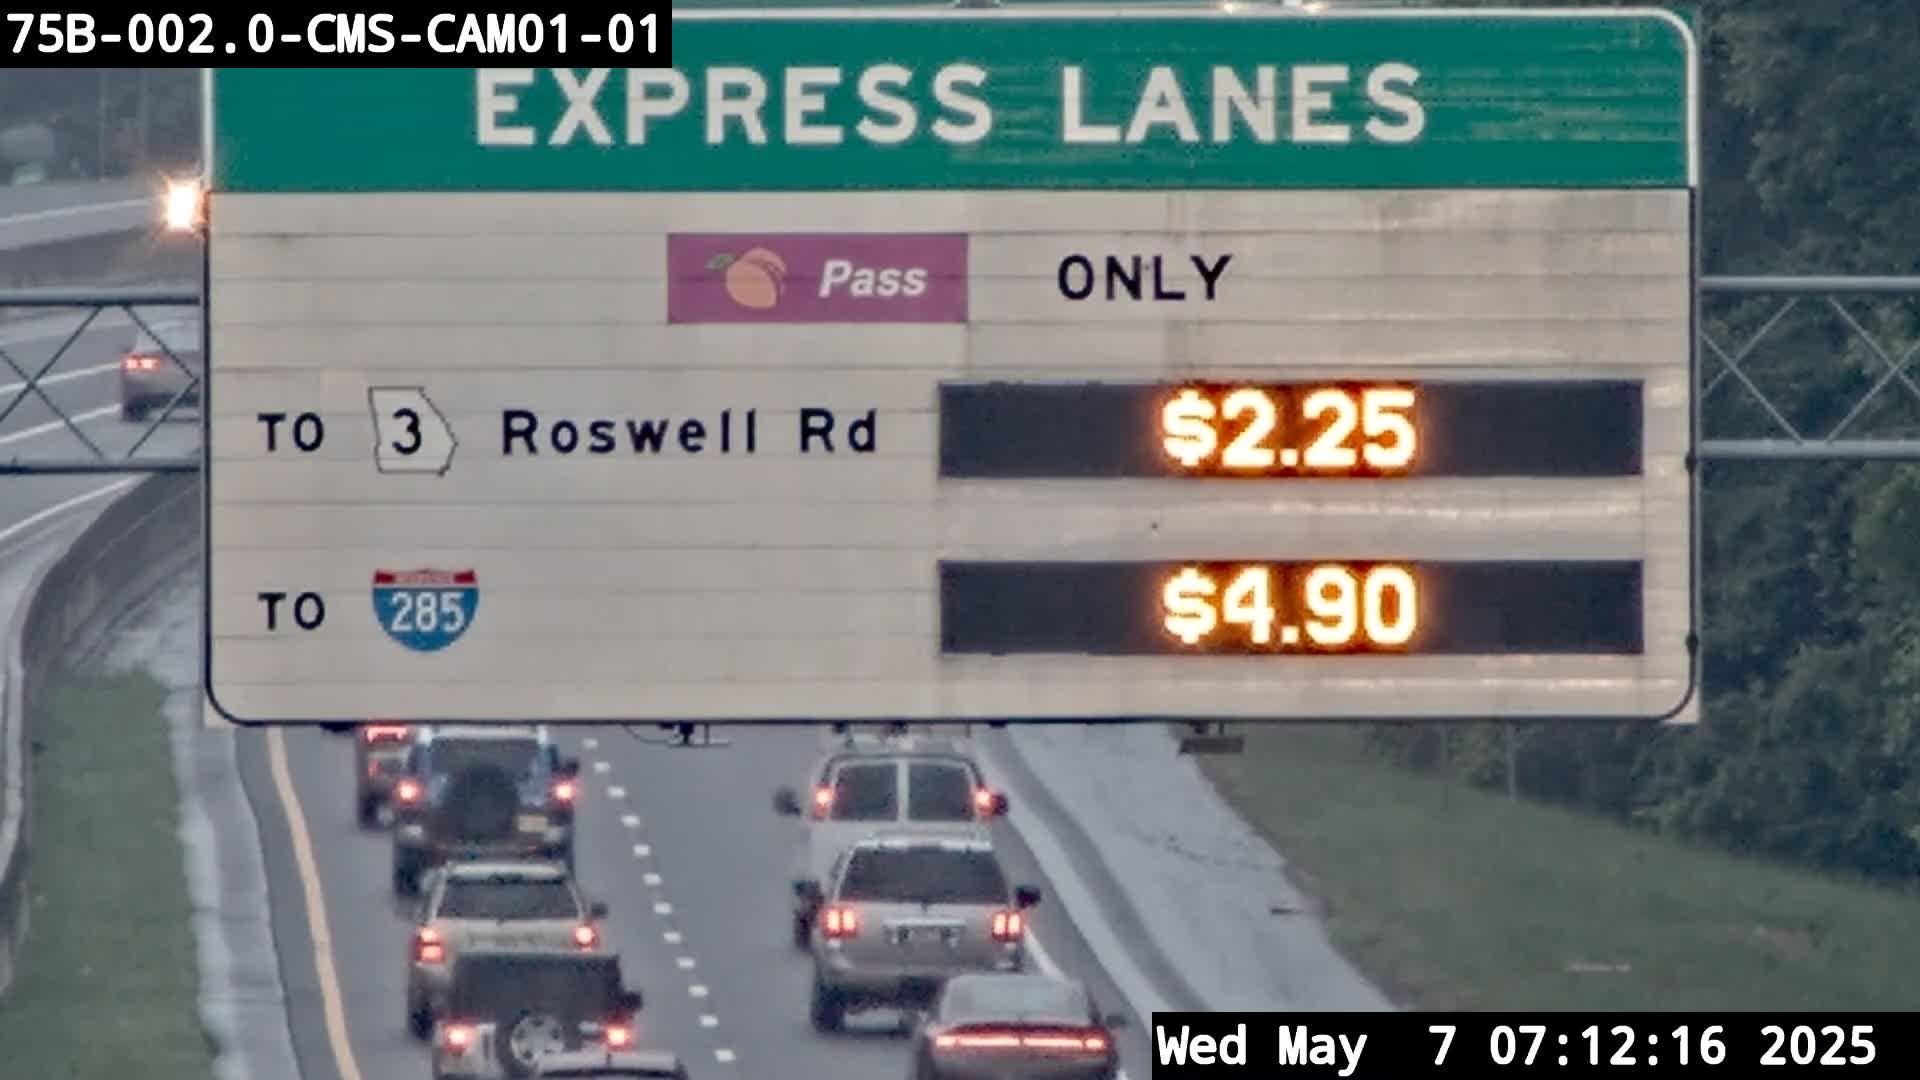 75B-002.0-CMS-CAM01-01
EXPRESS LANES
Pass ONLY
TO 3 Roswell Rd $2.25
TO 285 $4.90
Wed May 7 07:12:16 2025